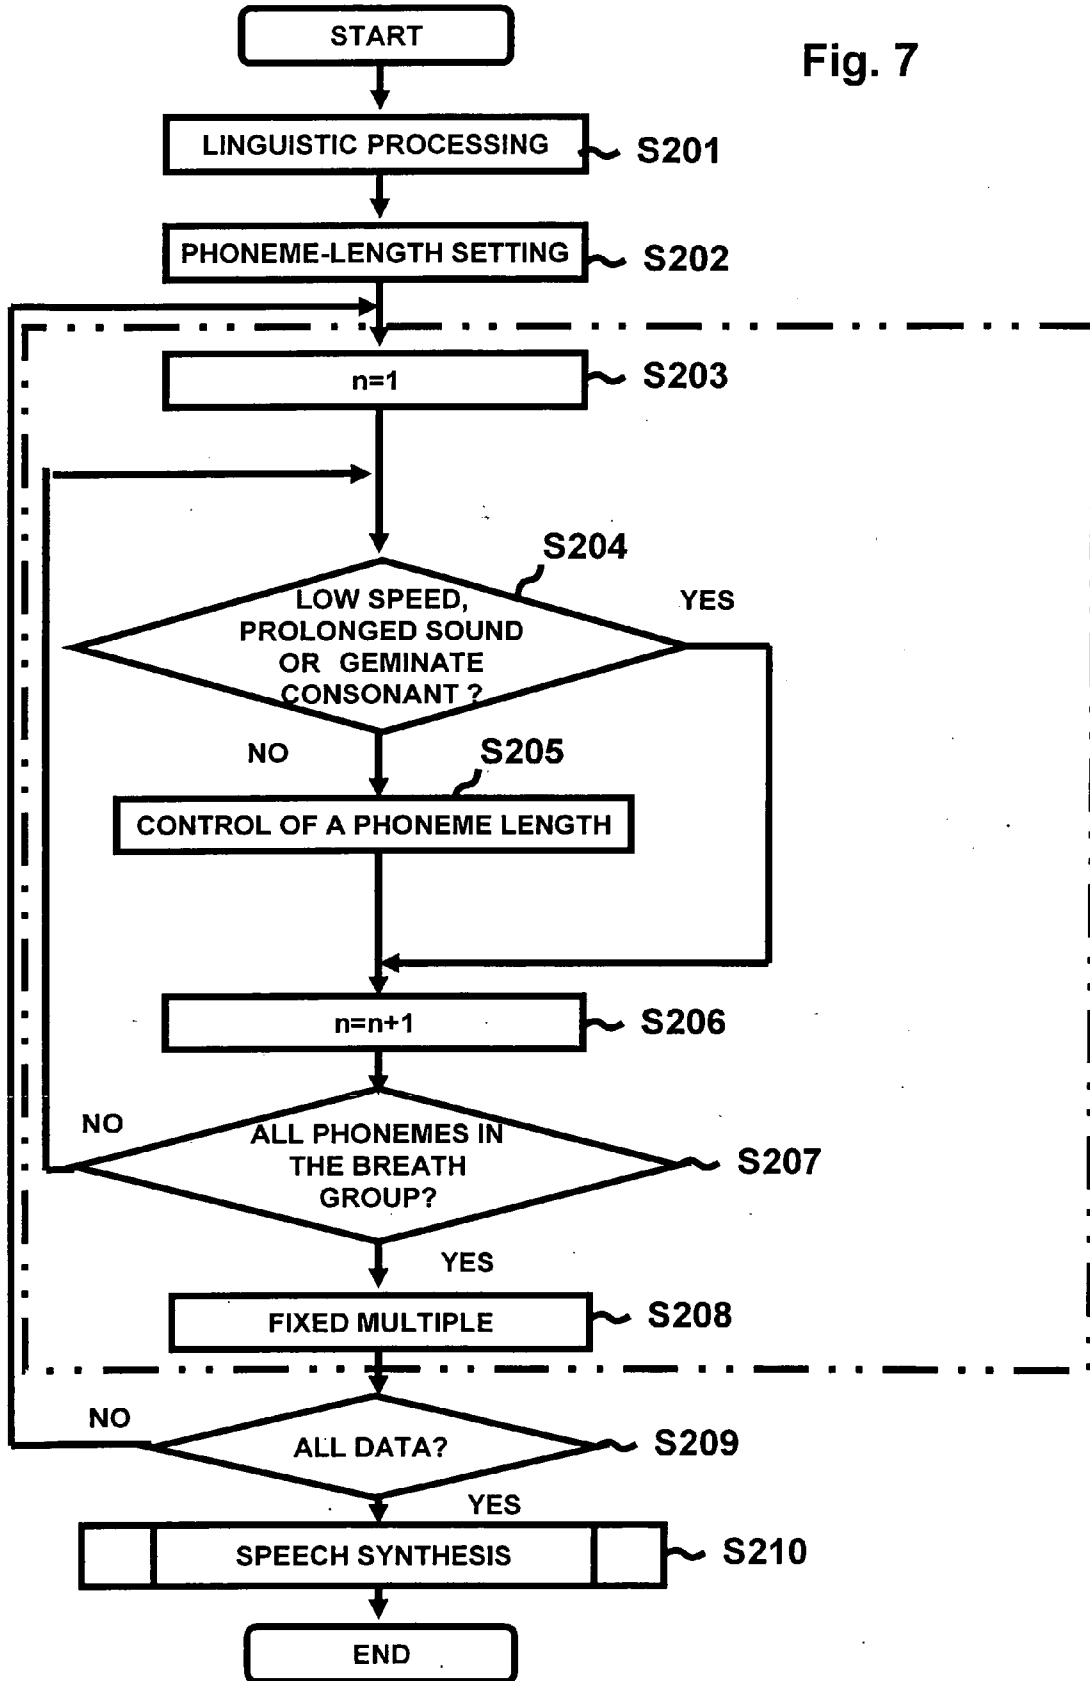 START
Fig. 7
LINGUISTIC PROCESSING
S201
PHONEME-LENGTH SETTING
S202
n=1
S203
S204
LOW SPEED,
PROLONGED SOUND
OR GEMINATE
CONSONANT ?
YES
NO
S205
CONTROL OF A PHONEME LENGTH
n=n+1
S206
NO
ALL PHONEMES IN
THE BREATH
GROUP?
S207
YES
FIXED MULTIPLE
S208
NO
ALL DATA?
S209
YES
SPEECH SYNTHESIS
S210
END